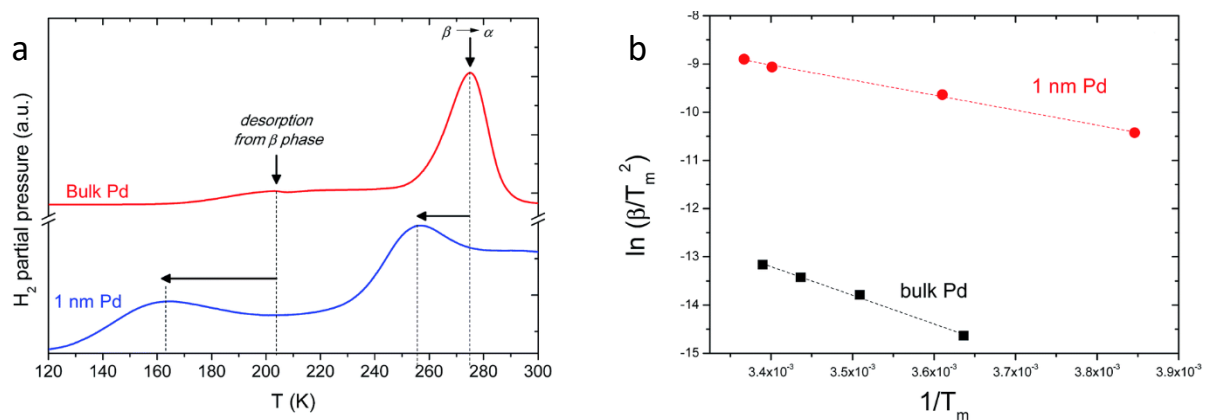 a
β → α
desorption
from β phase
Bulk Pd
1 nm Pd
H2 partial pressure (a.u.)
120 140 160 180 200 220 240 260 280 300
T (K)
b
-8
-9
-10
-11
-12
-13
-14
-15
1 nm Pd
bulk Pd
ln (β/Tm2)
3.4x10-3 3.5x10-3 3.6x10-3 3.7x10-3 3.8x10-3 3.9x10-3
1/Tm